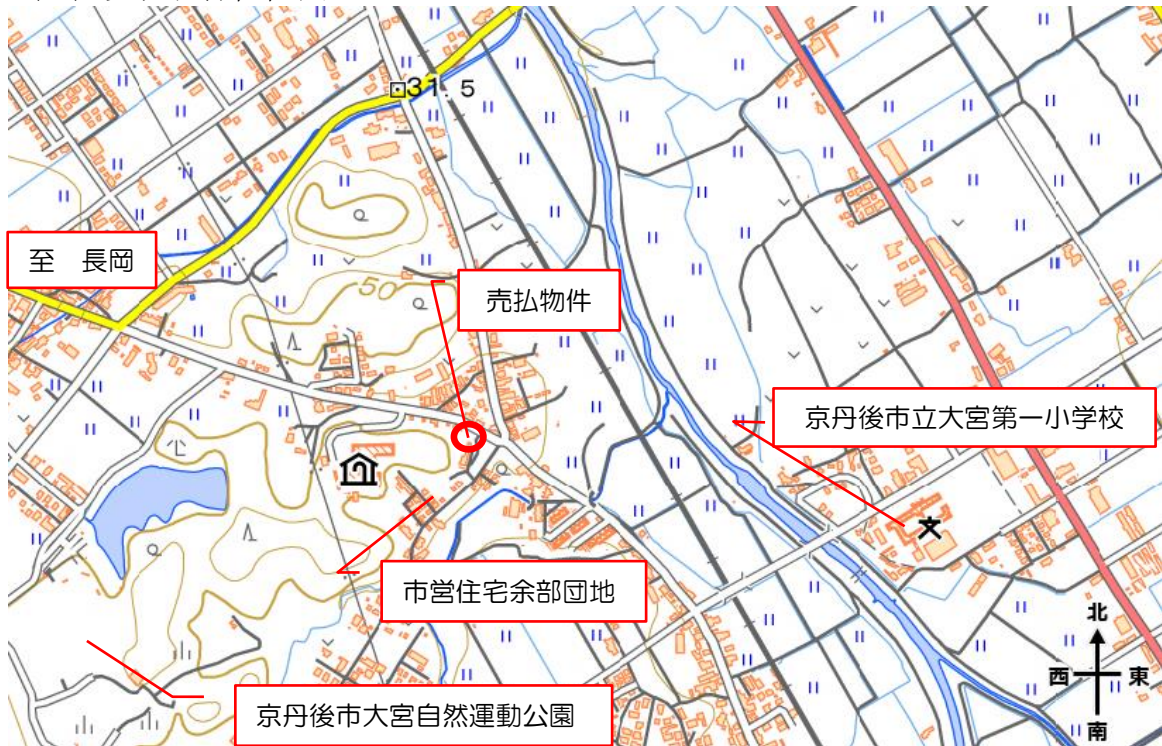 31.5
至 長岡
50
売払物件
京丹後市立大宮第一小学校
文
市営住宅余部団地
北
西 東
南
京丹後市大宮自然運動公園